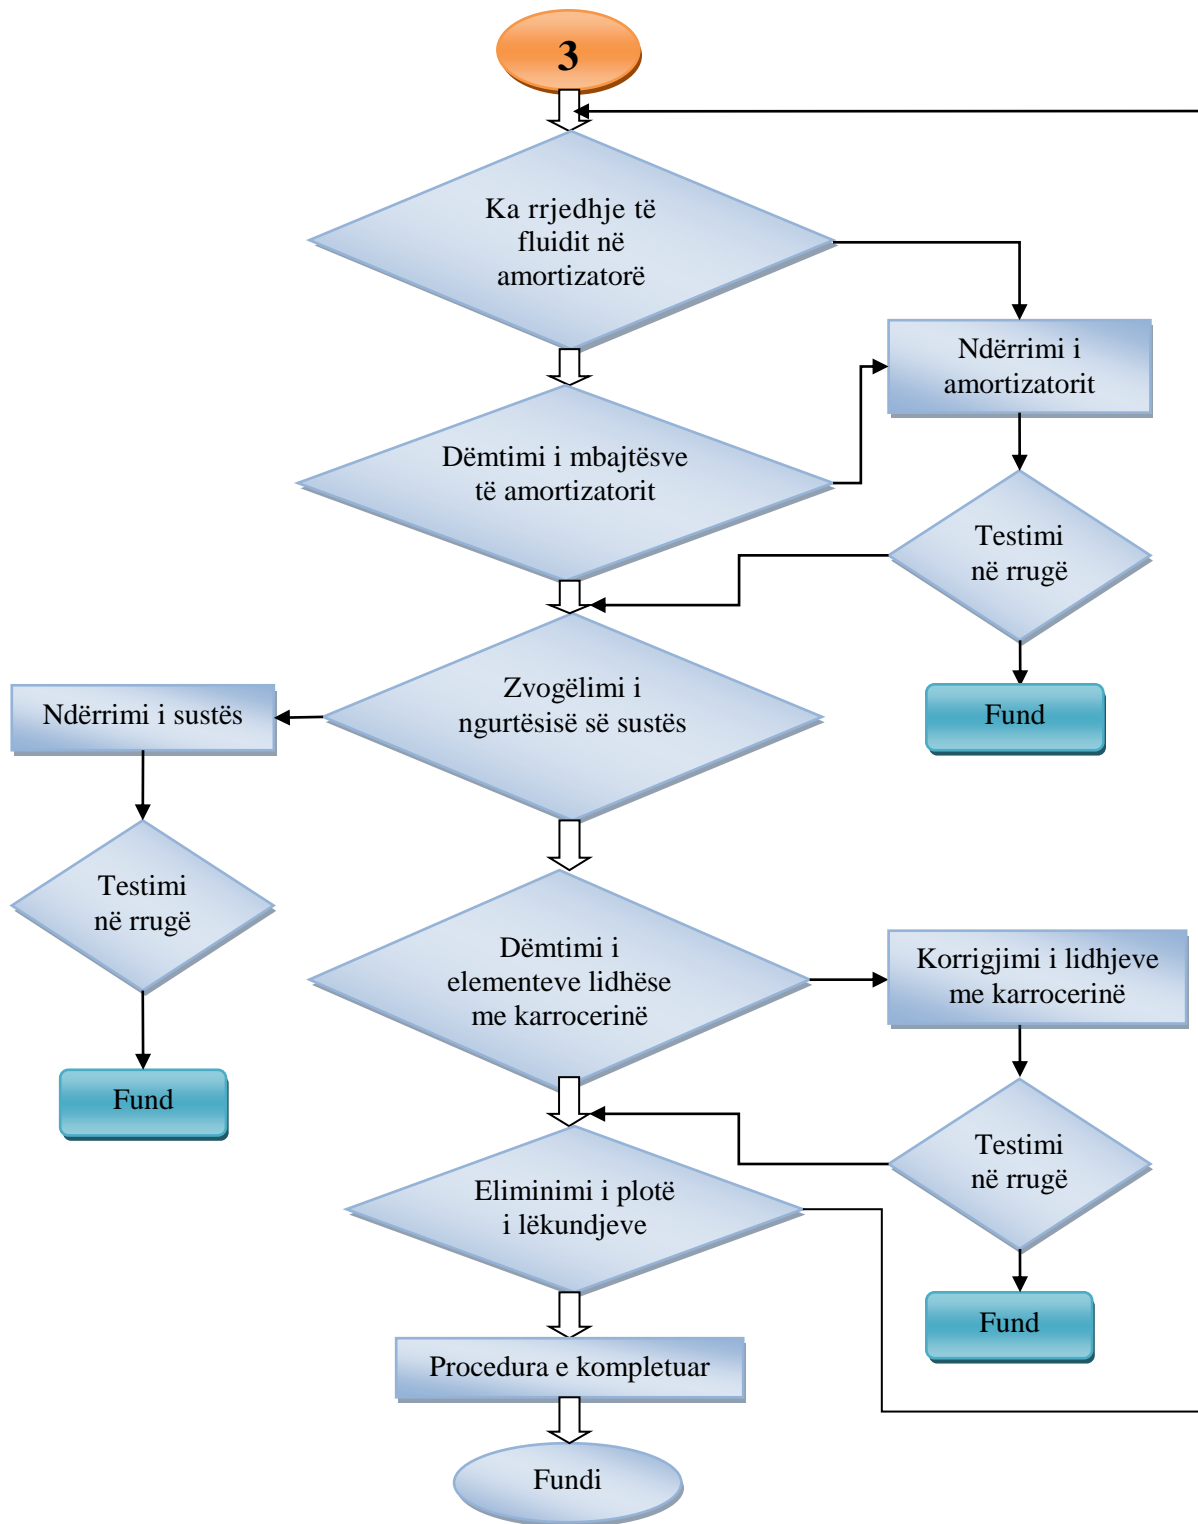 3
Ka rrjedhje të
fluidit në
amortizatorë
Ndërrimi i
amortizatorit
Dëmtimi i mbajtësve
të amortizatorit
Testimi
në rrugë
Zvogëlimi i
ngurtësisë së sustës
Ndërrimi i sustës
Fund
Testimi
në rrugë
Dëmtimi i
elementeve lidhëse
me karrocerinë
Korrigjimi i lidhjeve
me karrocerinë
Fund
Testimi
në rrugë
Eliminimi i plotë
i lëkundjeve
Fund
Procedura e kompletuar
Fundi